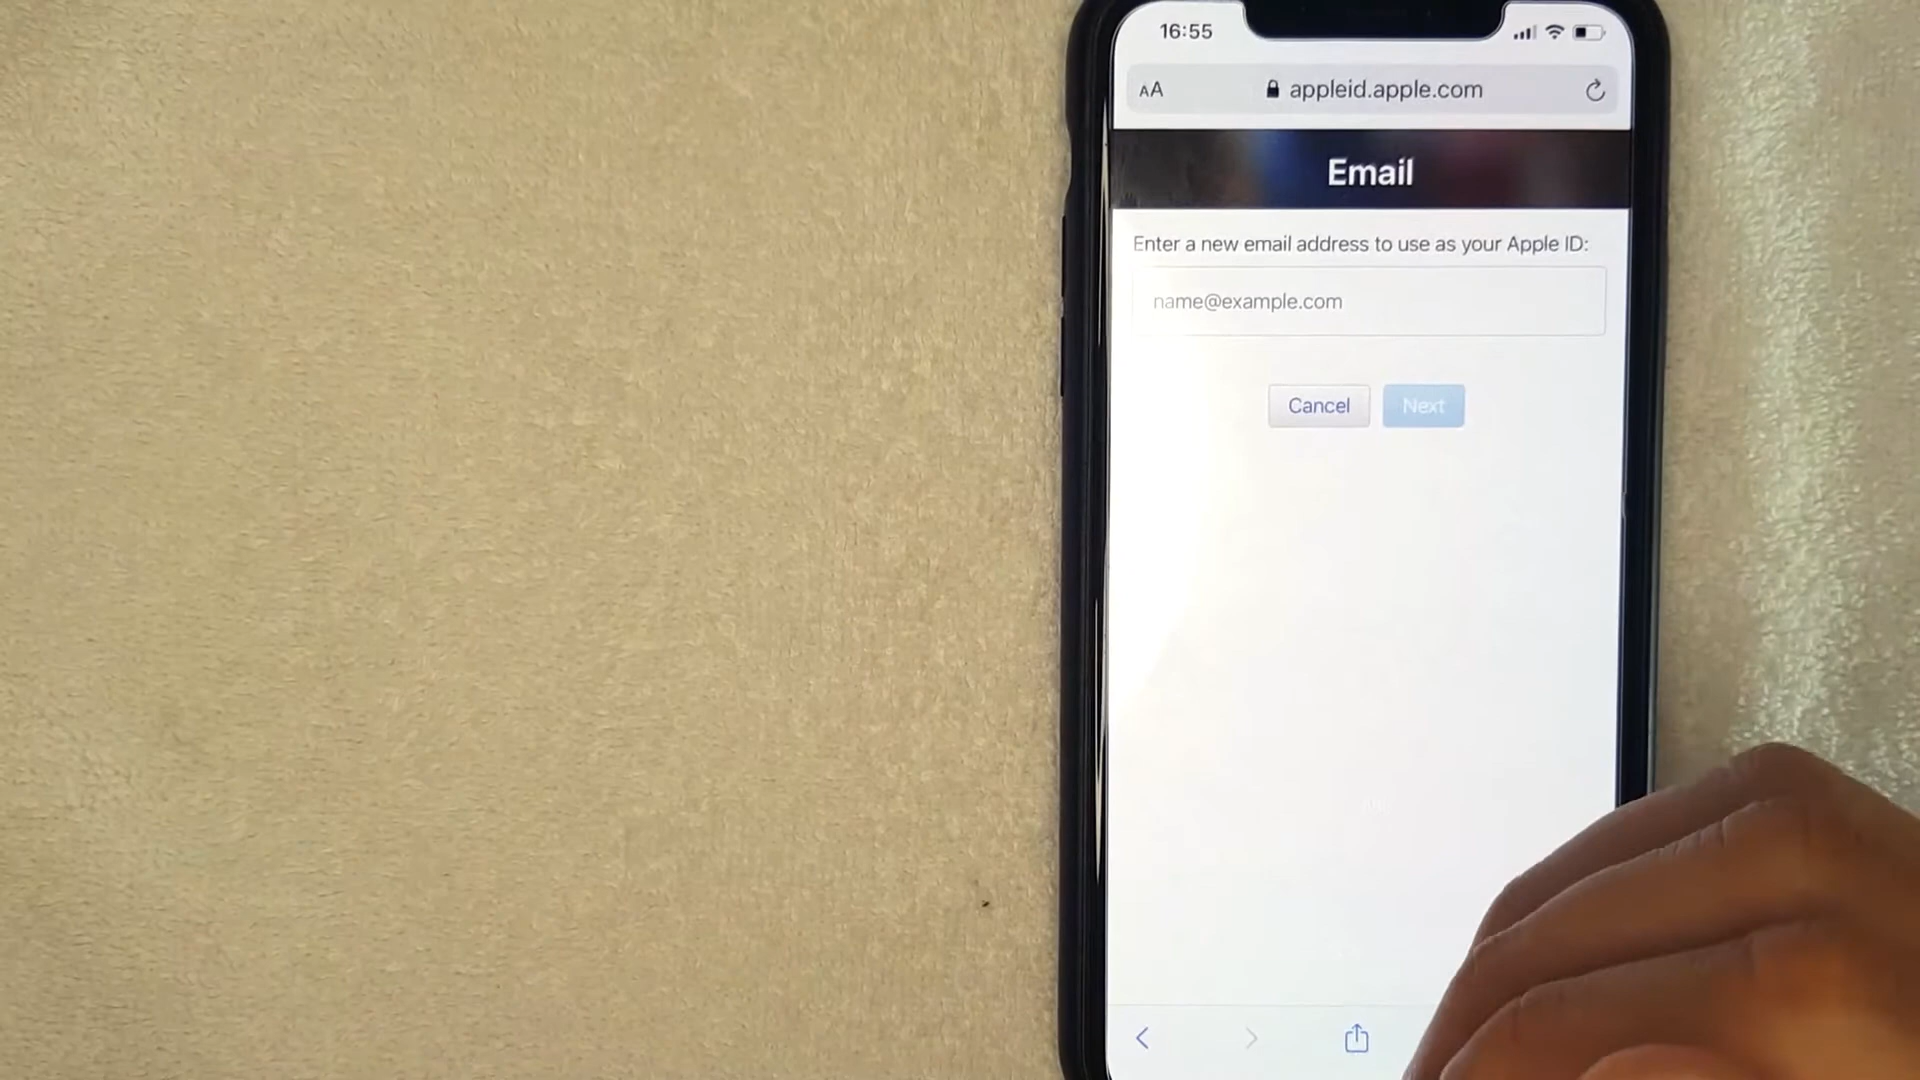 16:55
AA appleid.apple.com
Email
Enter a new email address to use as your Apple ID:
name@example.com
Cancel Next